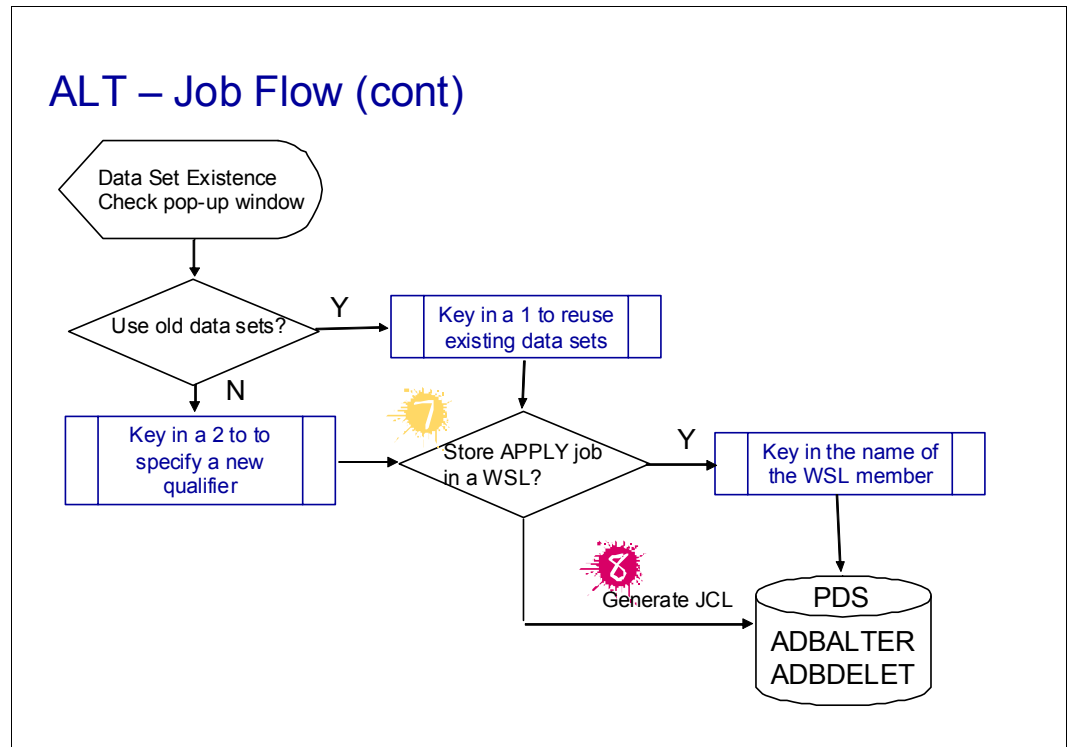 ALT – Job Flow (cont)
Data Set Existence
Check pop-up window
Use old data sets?
Y
Key in a 1 to reuse
existing data sets
N
Key in a 2 to to
specify a new
qualifier
7
Store APPLY job
in a WSL?
Y
Key in the name of
the WSL member
8
Generate JCL
PDS
ADBALTER
ADBDELET